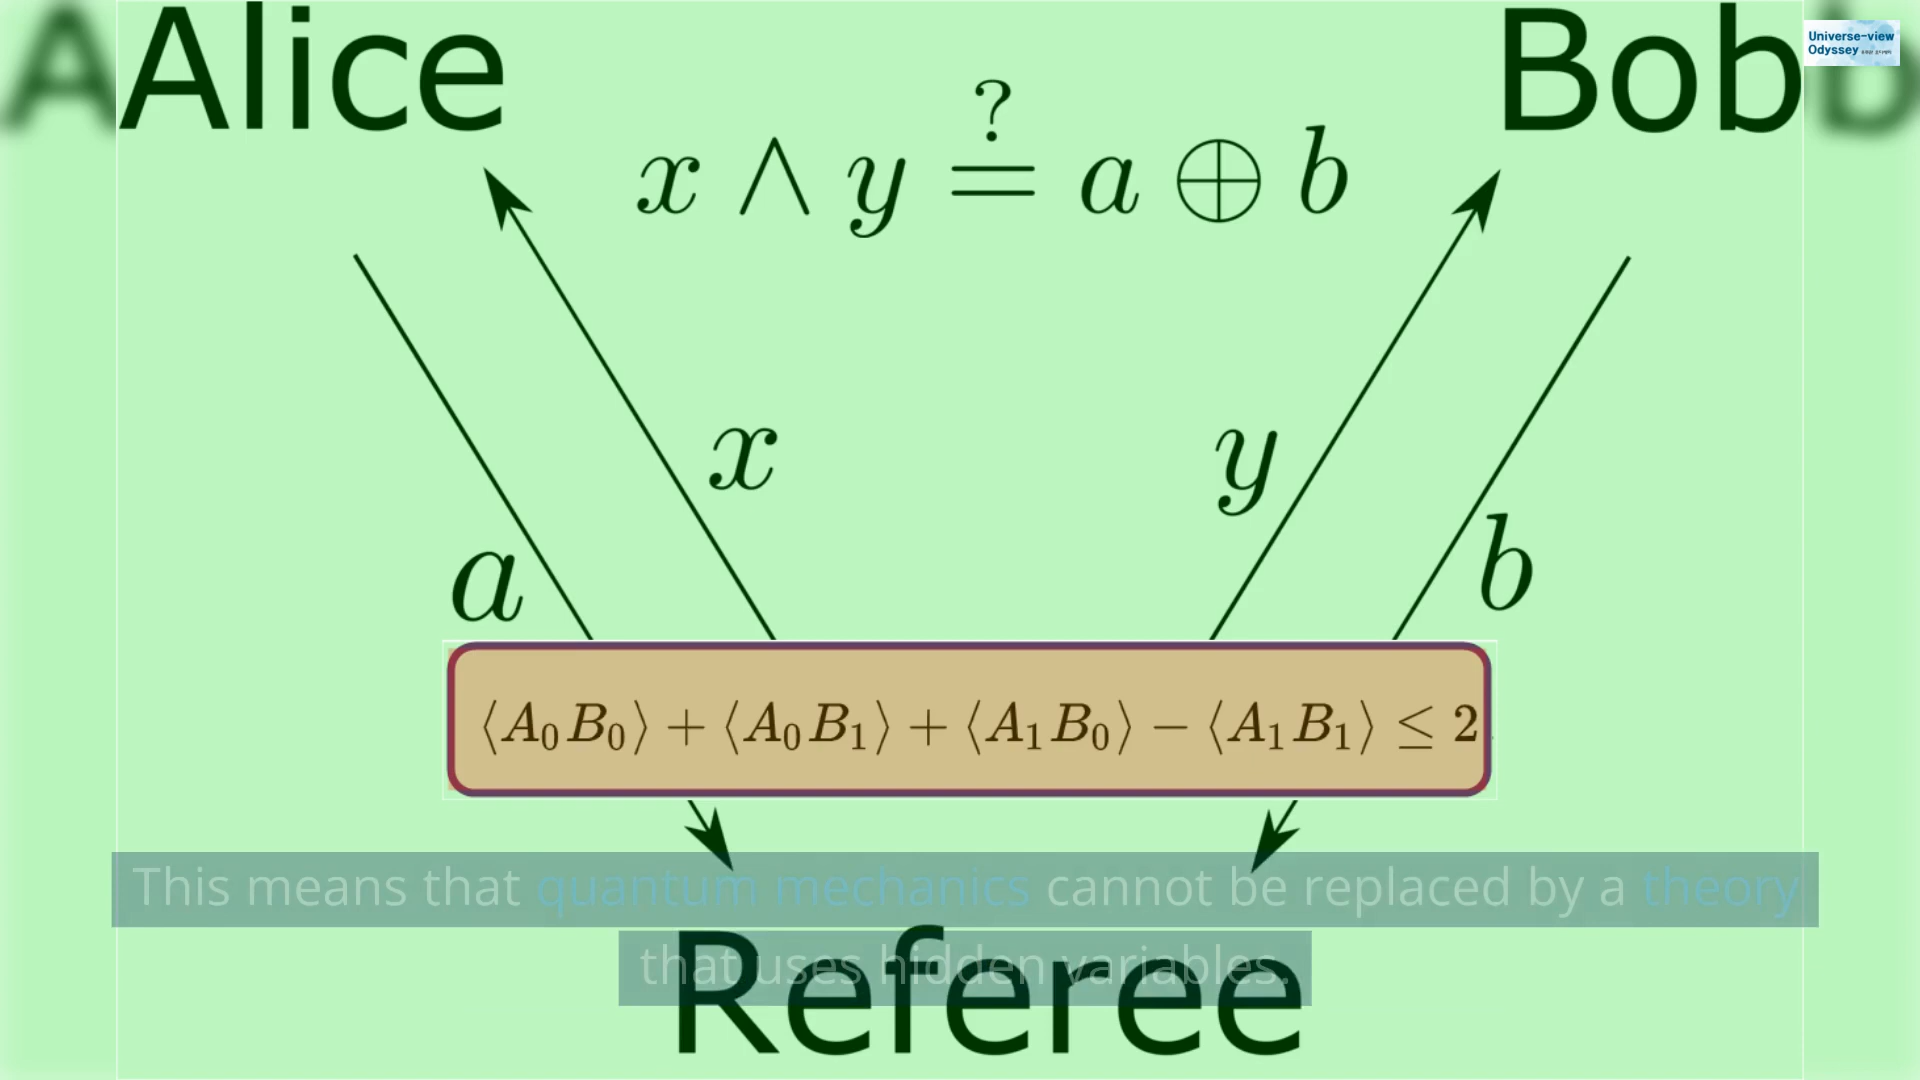 Alice
Bob
Universe-view
Odyssey
x ∧ y ≟ a ⊕ b
x
y
a
b
⟨A₀B₀⟩ + ⟨A₀B₁⟩ + ⟨A₁B₀⟩ − ⟨A₁B₁⟩ ≤ 2
This means that quantum mechanics cannot be replaced by a theory
that uses hidden variables.
Referee